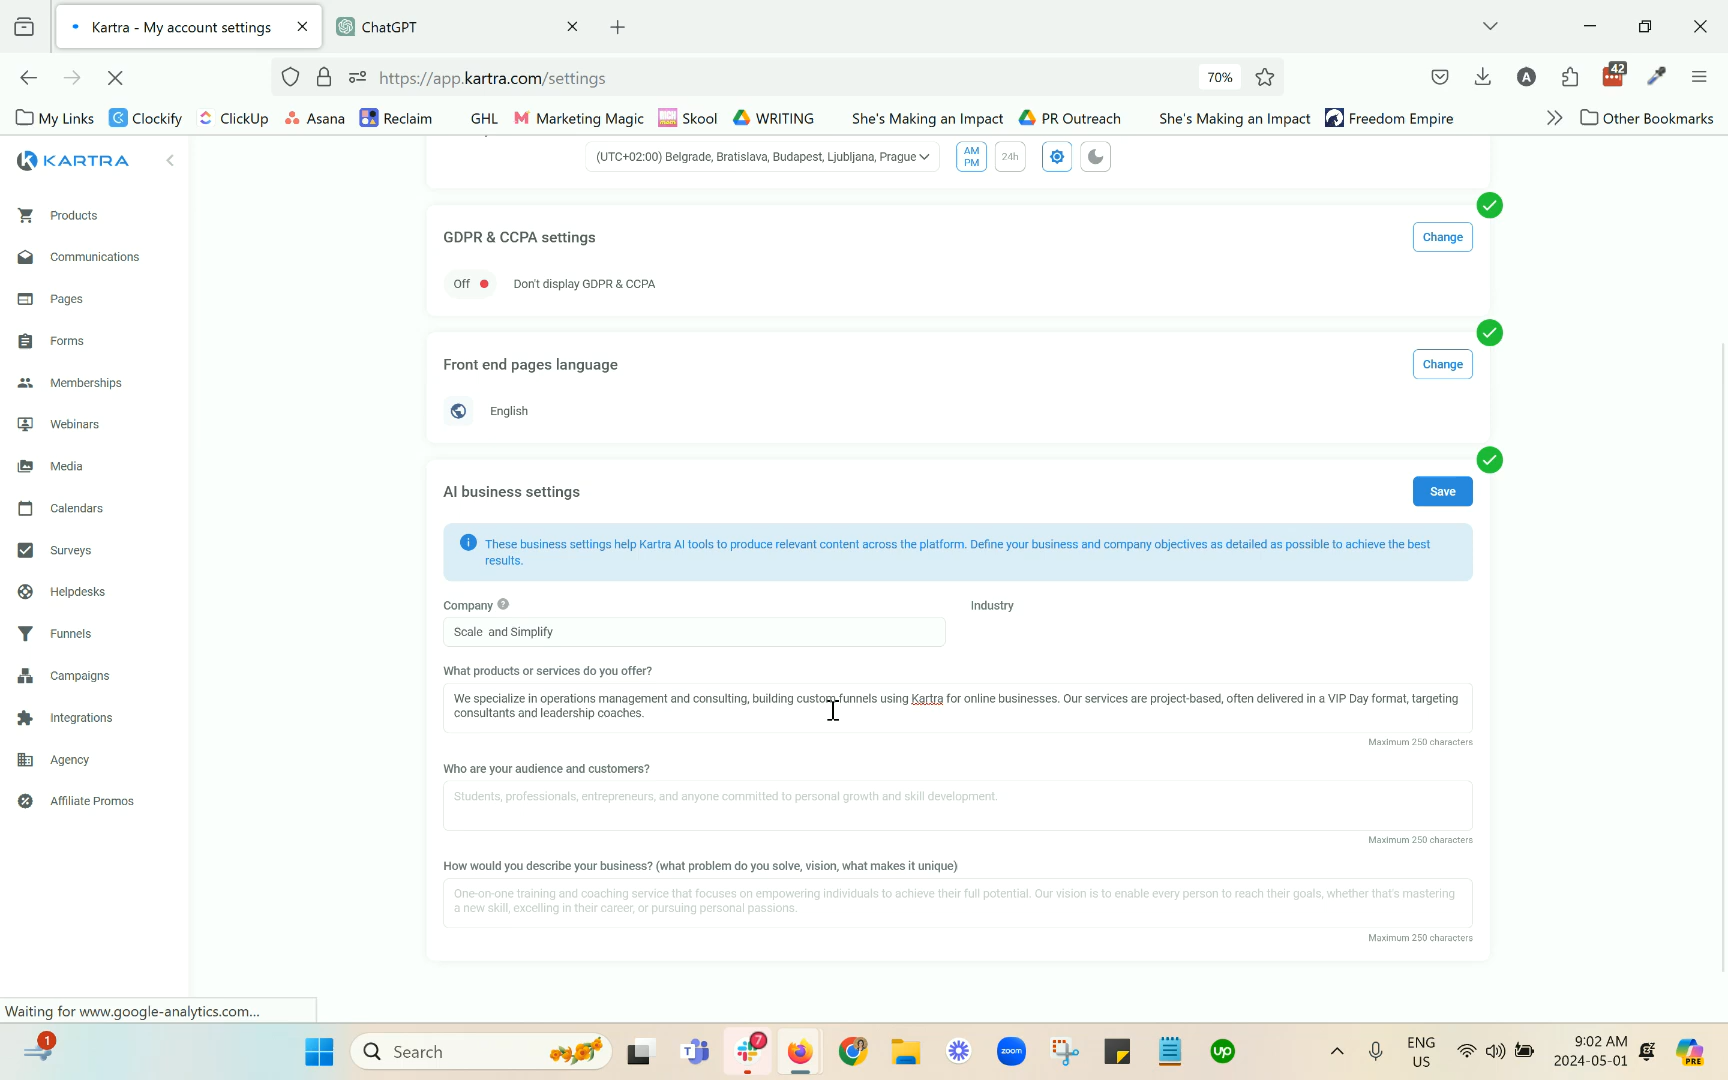 Kartra - My account settings
ChatGPT
https://app.kartra.com/settings
70%
42
A
My Links
Clockify
ClickUp
Asana
Reclaim
GHL
Marketing Magic
Skool
WRITING
She's Making an Impact
PR Outreach
She's Making an Impact
Freedom Empire
Other Bookmarks
KARTRA
(UTC+02:00) Belgrade, Bratislava, Budapest, Ljubljana, Prague
AM
PM
24h
Products
Communications
Pages
Forms
Memberships
Webinars
Media
Calendars
Surveys
Helpdesks
Funnels
Campaigns
Integrations
Agency
Affiliate Promos
GDPR & CCPA settings
Change
Off
Don't display GDPR & CCPA
Front end pages language
Change
English
AI business settings
Save
These business settings help Kartra AI tools to produce relevant content across the platform. Define your business and company objectives as detailed as possible to achieve the best
results.
Company
Industry
Scale and Simplify
What products or services do you offer?
We specialize in operations management and consulting, building custom funnels using Kartra for online businesses. Our services are project-based, often delivered in a VIP Day format, targeting
consultants and leadership coaches.
Maximum 250 characters
Who are your audience and customers?
Students, professionals, entrepreneurs, and anyone committed to personal growth and skill development.
Maximum 250 characters
How would you describe your business? (what problem do you solve, vision, what makes it unique)
One-on-one training and coaching service that focuses on empowering individuals to achieve their full potential. Our vision is to enable every person to reach their goals, whether that's mastering
a new skill, excelling in their career, or pursuing personal passions.
Maximum 250 characters
Waiting for www.google-analytics.com...
1
Search
7
zoom
up
ENG
US
9:02 AM
2024-05-01
PRE